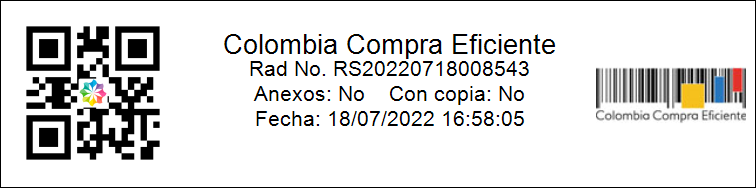 Colombia Compra Eficiente
Rad No. RS20220718008543
Anexos: No Con copia: No
Fecha: 18/07/2022 16:58:05
Colombia Compra Eficiente